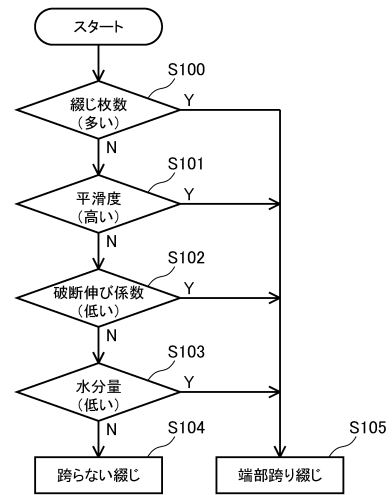 スタート
S100
綴じ枚数
(多い)
Y
N
S101
平滑度
(高い)
Y
N
S102
破断伸び係数
(低い)
Y
N
S103
水分量
(低い)
Y
N
S104
跨らない綴じ
S105
端部跨り綴じ